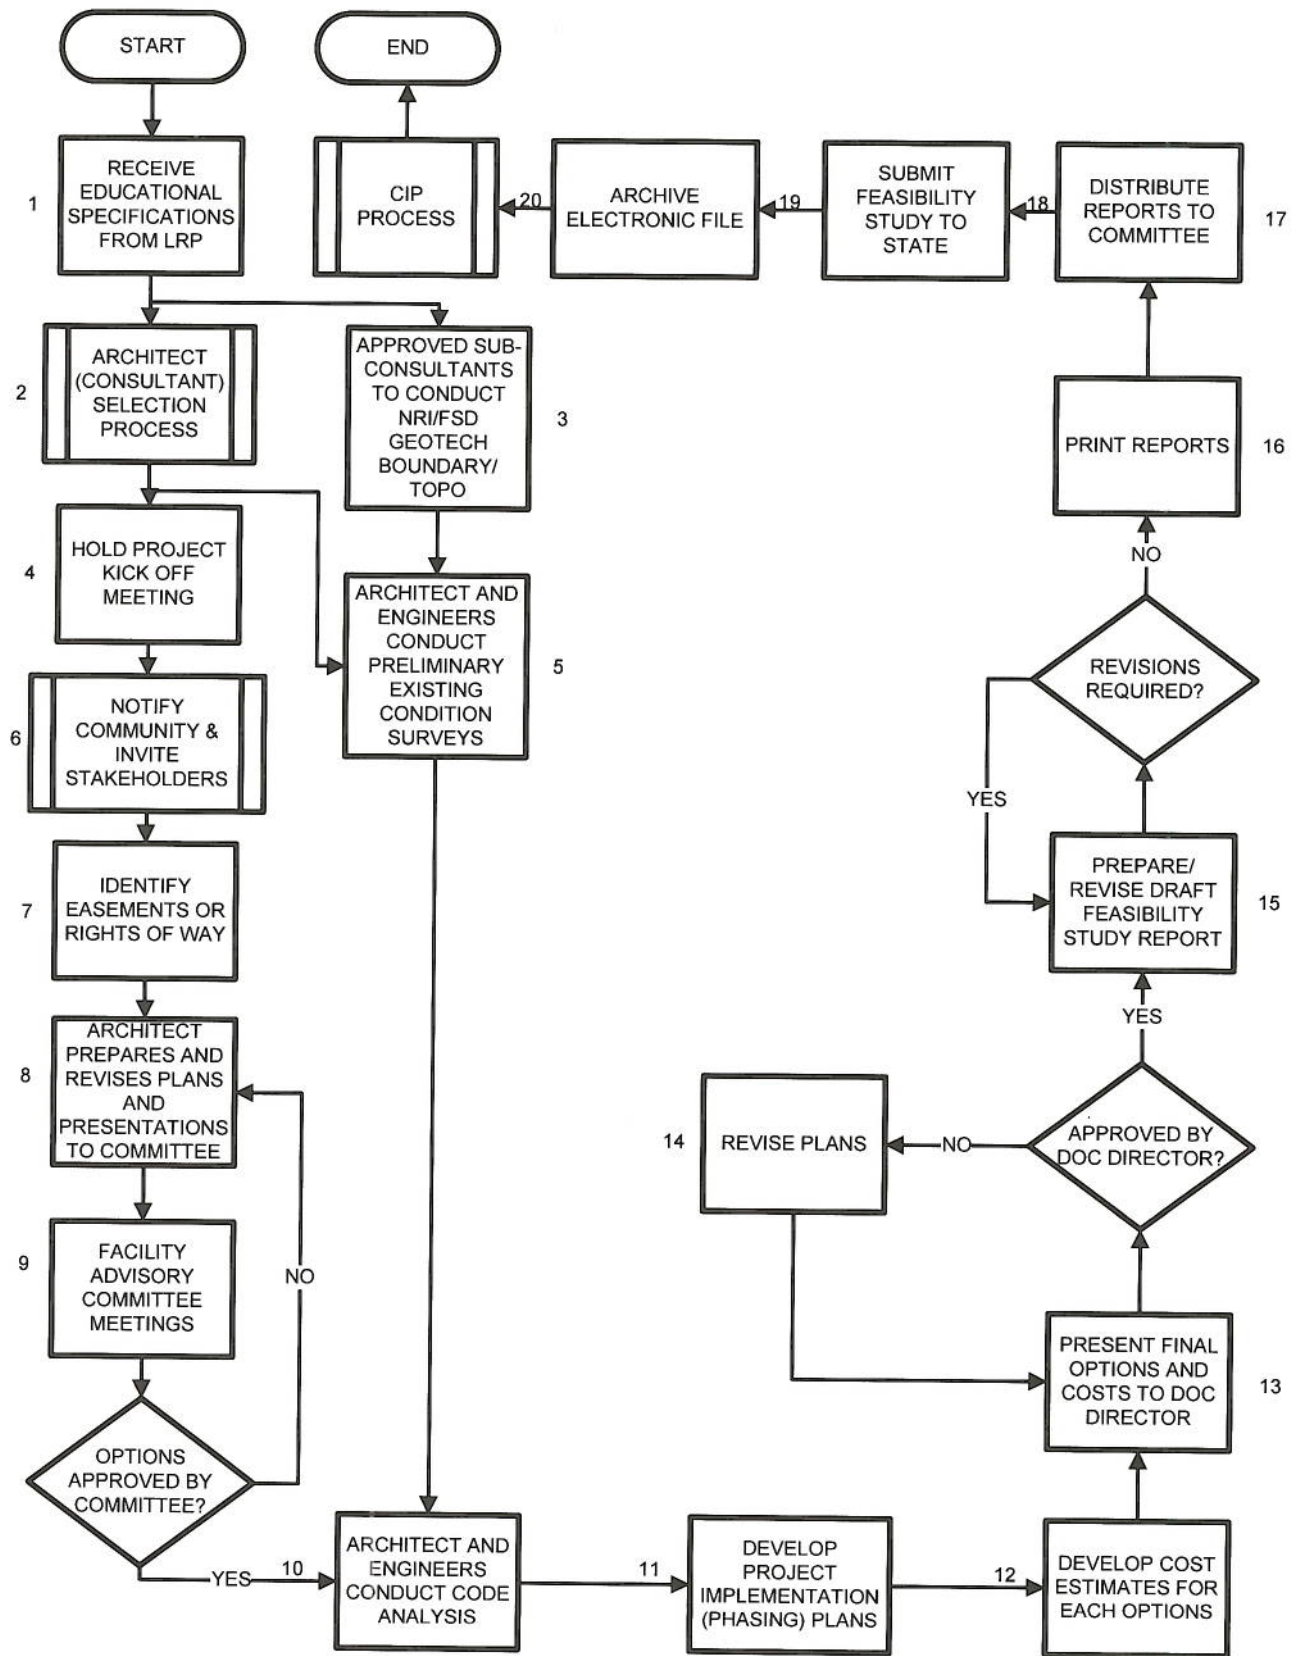 START
END
1
RECEIVE
EDUCATIONAL
SPECIFICATIONS
FROM LRP
CIP
PROCESS
20
ARCHIVE
ELECTRONIC FILE
19
SUBMIT
FEASIBILITY
STUDY TO
STATE
18
DISTRIBUTE
REPORTS TO
COMMITTEE
17
2
ARCHITECT
(CONSULTANT)
SELECTION
PROCESS
APPROVED SUB-
CONSULTANTS
TO CONDUCT
NRI/FSD
GEOTECH
BOUNDARY/
TOPO
3
PRINT REPORTS
16
4
HOLD PROJECT
KICK OFF
MEETING
ARCHITECT AND
ENGINEERS
CONDUCT
PRELIMINARY
EXISTING
CONDITION
SURVEYS
5
NO
REVISIONS
REQUIRED?
YES
6
NOTIFY
COMMUNITY &
INVITE
STAKEHOLDERS
7
IDENTIFY
EASEMENTS OR
RIGHTS OF WAY
PREPARE/
REVISE DRAFT
FEASIBILITY
STUDY REPORT
15
YES
8
ARCHITECT
PREPARES AND
REVISES PLANS
AND
PRESENTATIONS
TO COMMITTEE
14
REVISE PLANS
NO
APPROVED BY
DOC DIRECTOR?
9
FACILITY
ADVISORY
COMMITTEE
MEETINGS
NO
PRESENT FINAL
OPTIONS AND
COSTS TO DOC
DIRECTOR
13
OPTIONS
APPROVED BY
COMMITTEE?
YES
10
ARCHITECT AND
ENGINEERS
CONDUCT CODE
ANALYSIS
11
DEVELOP
PROJECT
IMPLEMENTATION
(PHASING) PLANS
12
DEVELOP COST
ESTIMATES FOR
EACH OPTIONS